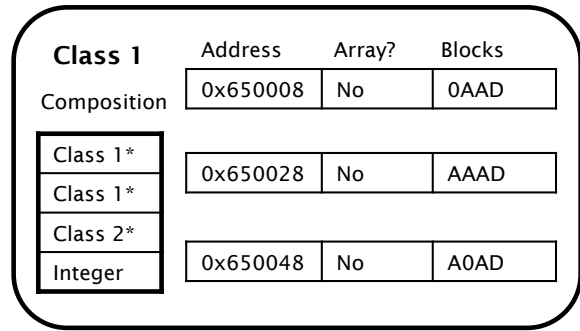 Class 1 Address Array? Blocks
0x650008 No 0AAD
Composition
Class 1*
0x650028 No AAAD
Class 1*
Class 2*
0x650048 No A0AD
Integer